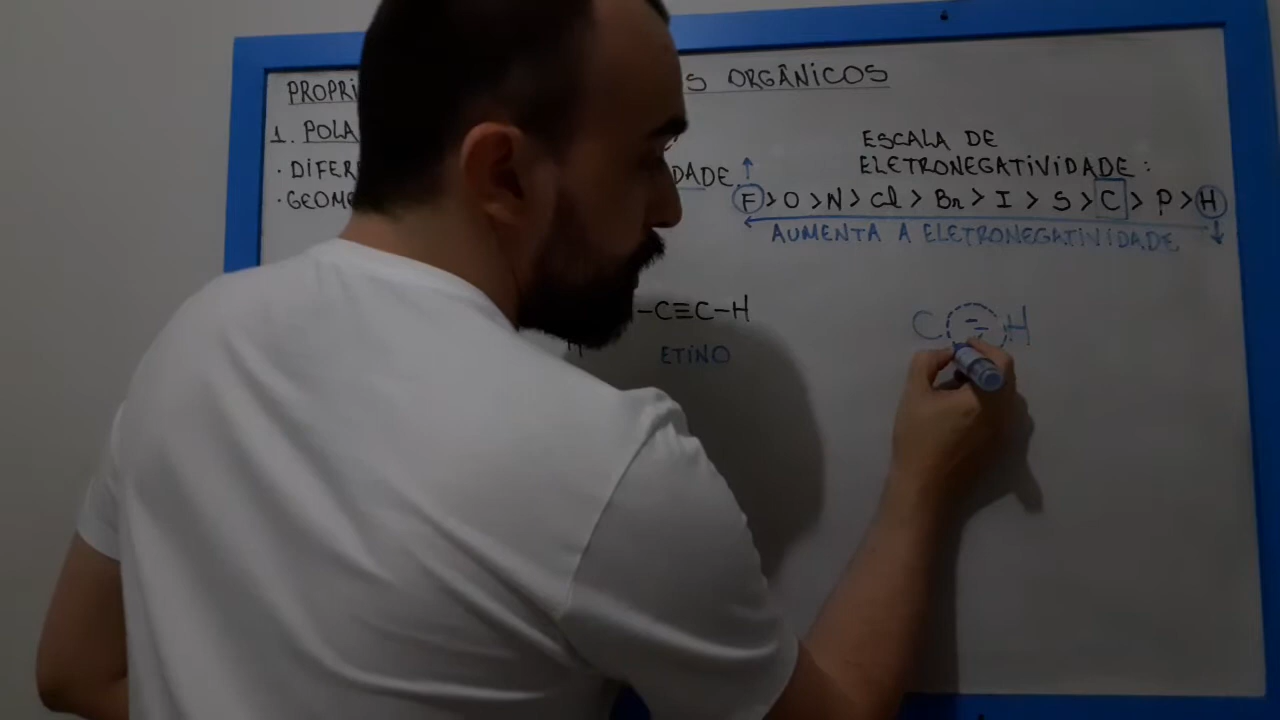 PROPRI S ORGÂNICOS
1. POLA
· DIFER DADE ↑
· GEOM
ESCALA DE
ELETRONEGATIVIDADE :
F > O > N > Cl > Br > I > S > C > P > H
AUMENTA A ELETRONEGATIVIDADE
-C≡C-H
H
ETINO
C -- H